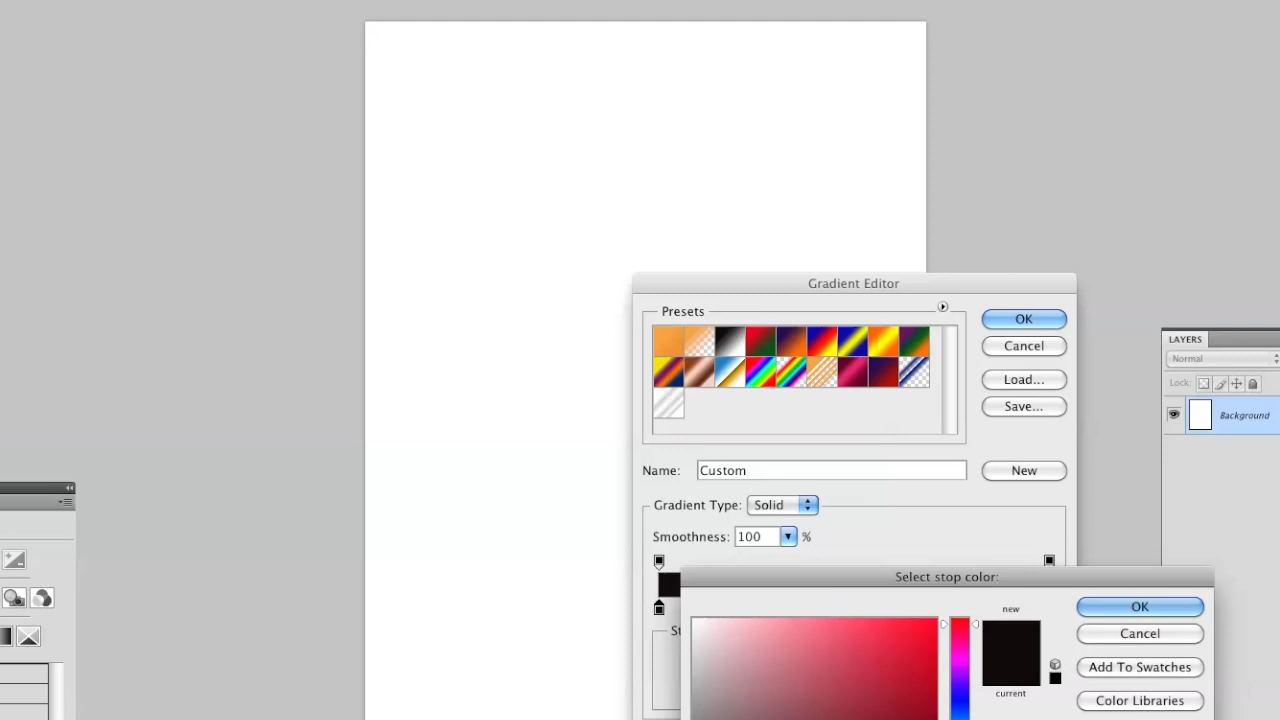 Gradient Editor
Presets
OK
Cancel
Load...
Save...
Name: Custom
New
Gradient Type: Solid
Smoothness: 100 %
Select stop color:
new
current
OK
Cancel
Add To Swatches
Color Libraries
LAYERS
Normal
Lock:
Background